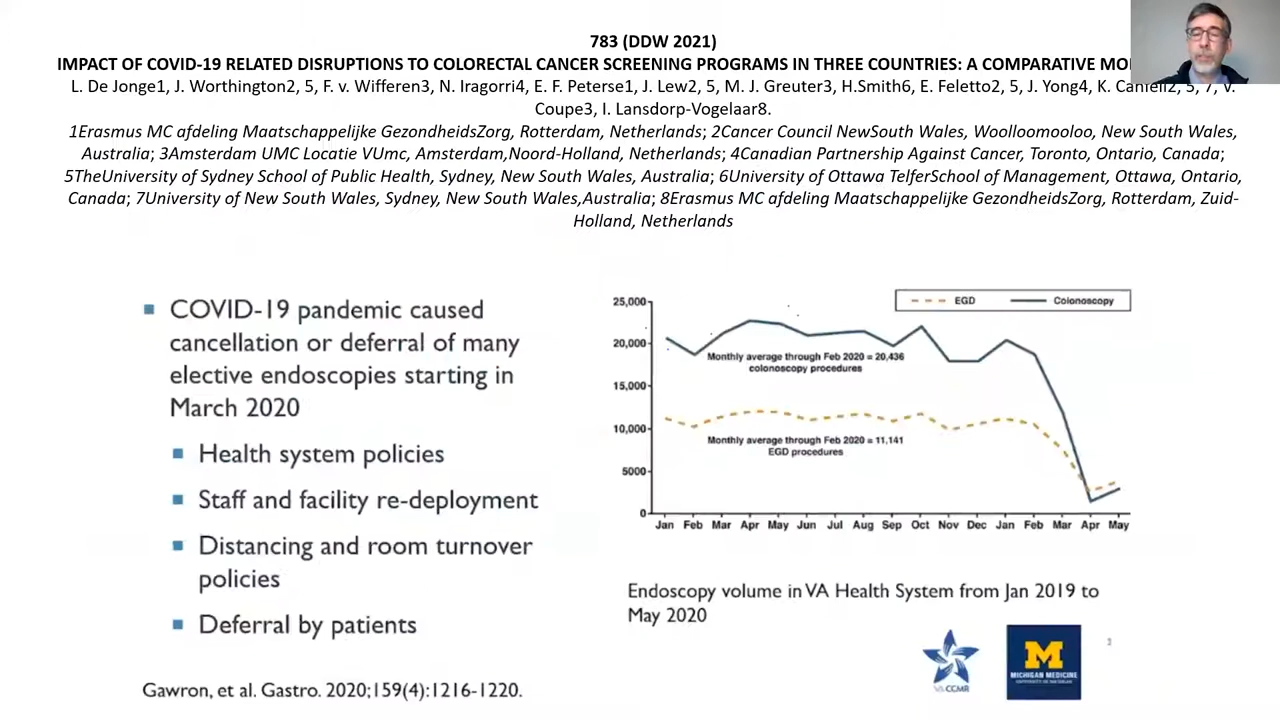 783 (DDW 2021)
IMPACT OF COVID-19 RELATED DISRUPTIONS TO COLORECTAL CANCER SCREENING PROGRAMS IN THREE COUNTRIES: A COMPARATIVE
L. De Jonge1, J. Worthington2, 5, F. v. Wifferen3, N. Iragorri4, E. F. Peterse1, J. Lew2, 5, M. J. Greuter3, H.Smith6, E. Feletto2, 5, J. Yong4, K. Canfell2, 5, 7, V.
Coupe3, I. Lansdorp-Vogelaar8.
1Erasmus MC afdeling Maatschappelijke GezondheidsZorg, Rotterdam, Netherlands; 2Cancer Council NewSouth Wales, Woolloomooloo, New South Wales,
Australia; 3Amsterdam UMC Locatie VUmc, Amsterdam,Noord-Holland, Netherlands; 4Canadian Partnership Against Cancer, Toronto, Ontario, Canada;
5TheUniversity of Sydney School of Public Health, Sydney, New South Wales, Australia; 6University of Ottawa TelferSchool of Management, Ottawa, Ontario,
Canada; 7University of New South Wales, Sydney, New South Wales,Australia; 8Erasmus MC afdeling Maatschappelijke GezondheidsZorg, Rotterdam, Zuid-
Holland, Netherlands
COVID-19 pandemic caused
cancellation or deferral of many
elective endoscopies starting in
March 2020
Health system policies
Staff and facility re-deployment
Distancing and room turnover
policies
Deferral by patients
Gawron, et al. Gastro. 2020;159(4):1216-1220.
EGD Colonoscopy
25,000
20,000
15,000
10,000
5000
0
Monthly average through Feb 2020 = 20,436
colonoscopy procedures
Monthly average through Feb 2020 = 11,141
EGD procedures
Jan Feb Mar Apr May Jun Jul Aug Sep Oct Nov Dec Jan Feb Mar Apr May
Endoscopy volume in VA Health System from Jan 2019 to
May 2020
VA CCMR
M
MICHIGAN MEDICINE
UNIVERSITY OF MICHIGAN